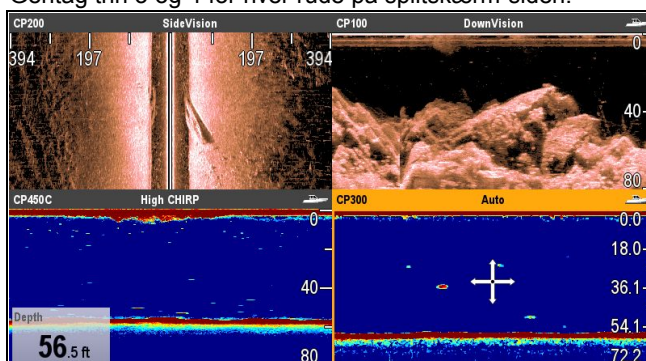 Gentag trin 3 og 4 for hver rude på splitskærm-siden.
CP200 SideVision
394 197 197 394
CP100 DownVision
0
40
80
CP450C High CHIRP
0
40
80
Depth
56.5 ft
CP300 Auto
0.0
18.0
36.1
54.1
72.2